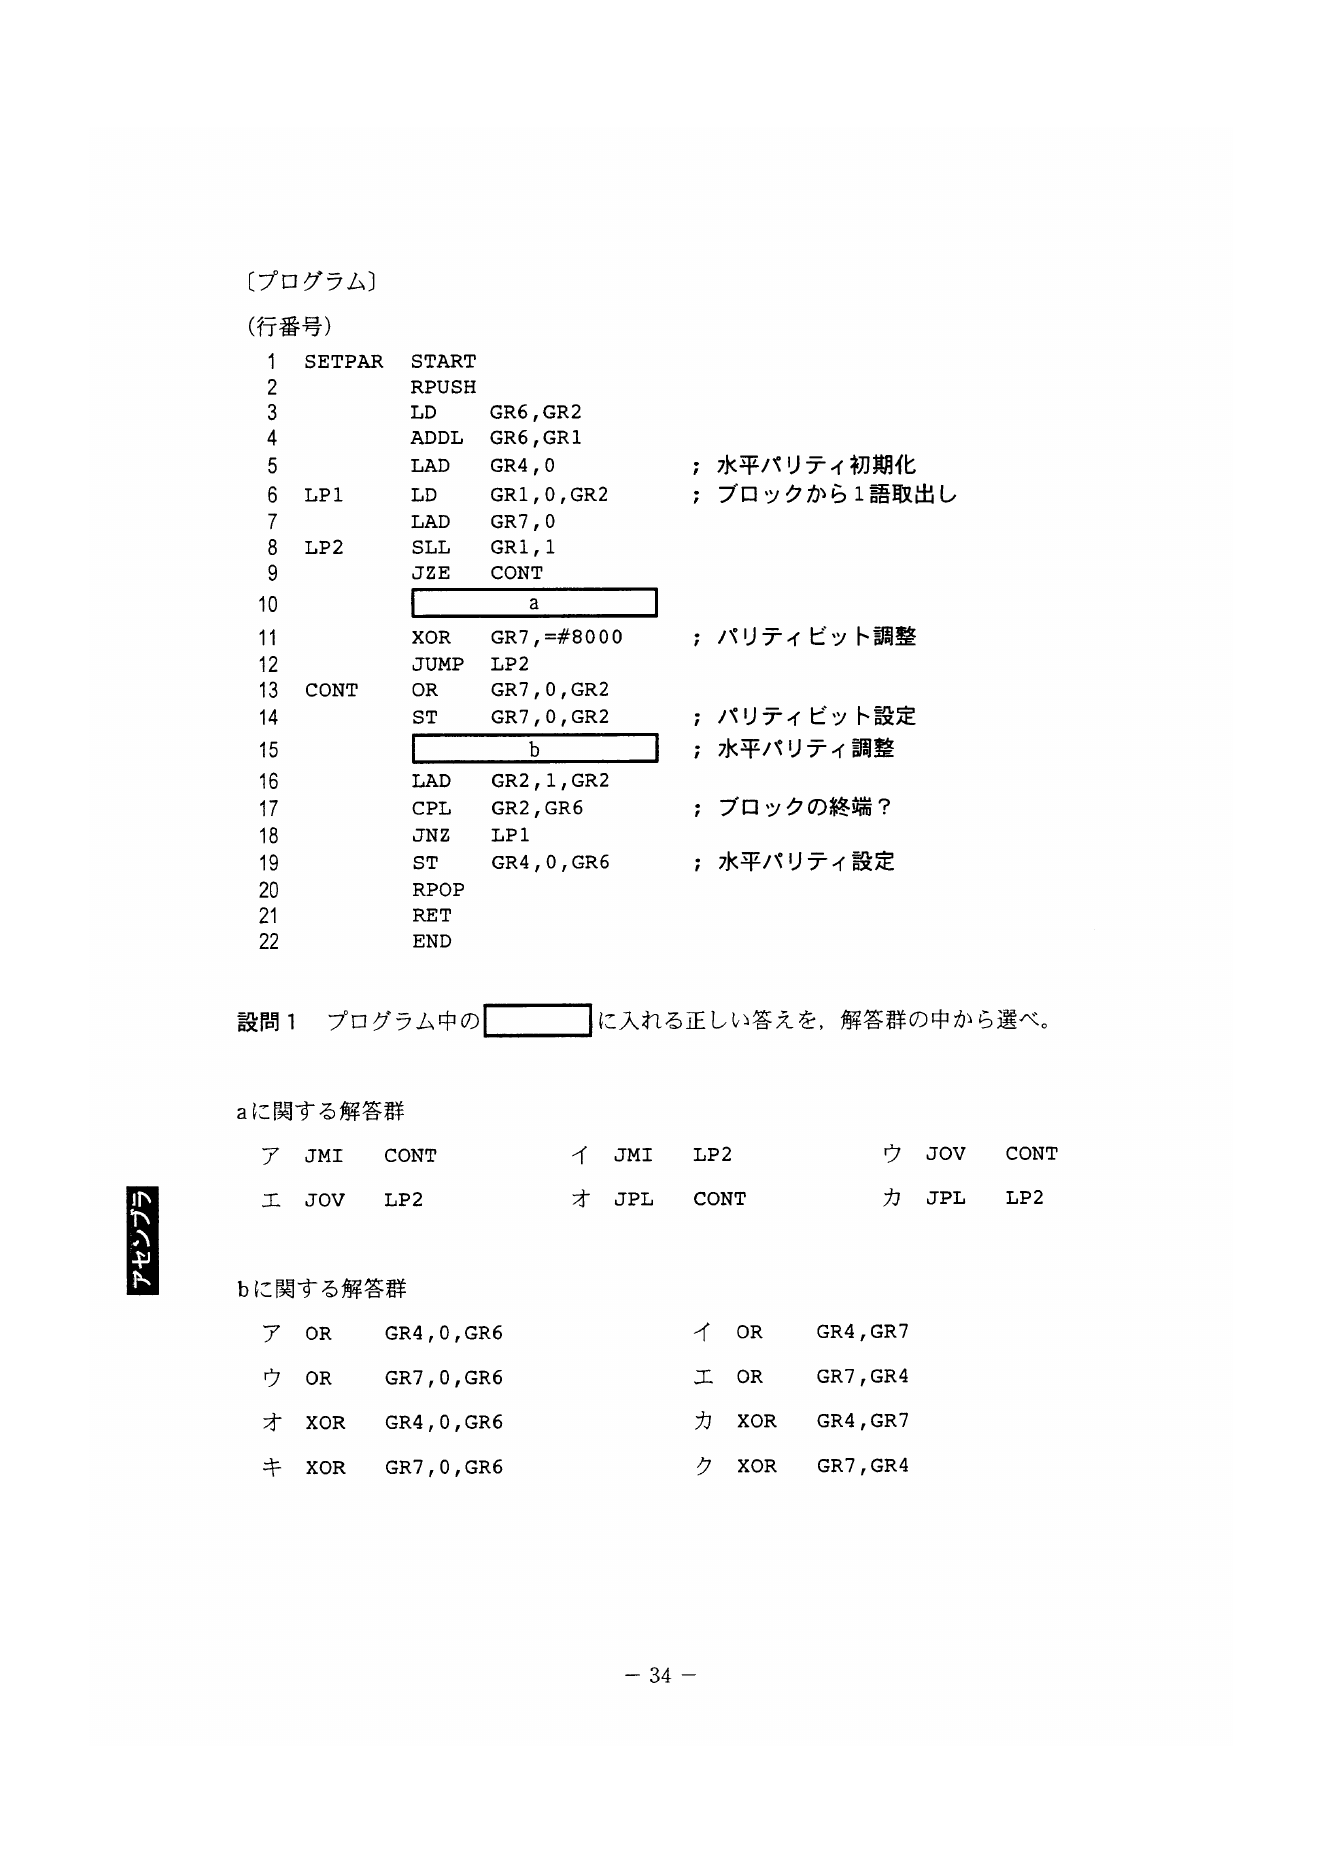 〔プログラム〕
(行番号)
1 SETPAR START
2 RPUSH
3 LD GR6,GR2
4 ADDL GR6,GR1
5 LAD GR4,0 ; 水平パリティ初期化
6 LP1 LD GR1,0,GR2 ; ブロックから1語取出し
7 LAD GR7,0
8 LP2 SLL GR1,1
9 JZE CONT
10 a
11 XOR GR7,=#8000 ; パリティビット調整
12 JUMP LP2
13 CONT OR GR7,0,GR2
14 ST GR7,0,GR2 ; パリティビット設定
15 b ; 水平パリティ調整
16 LAD GR2,1,GR2
17 CPL GR2,GR6 ; ブロックの終端？
18 JNZ LP1
19 ST GR4,0,GR6 ; 水平パリティ設定
20 RPOP
21 RET
22 END
設問1 プログラム中の に入れる正しい答えを，解答群の中から選べ。
aに関する解答群
ア JMI CONT イ JMI LP2 ウ JOV CONT
エ JOV LP2 オ JPL CONT カ JPL LP2
アセンブラ
bに関する解答群
ア OR GR4,0,GR6 イ OR GR4,GR7
ウ OR GR7,0,GR6 エ OR GR7,GR4
オ XOR GR4,0,GR6 カ XOR GR4,GR7
キ XOR GR7,0,GR6 ク XOR GR7,GR4
－ 34 －